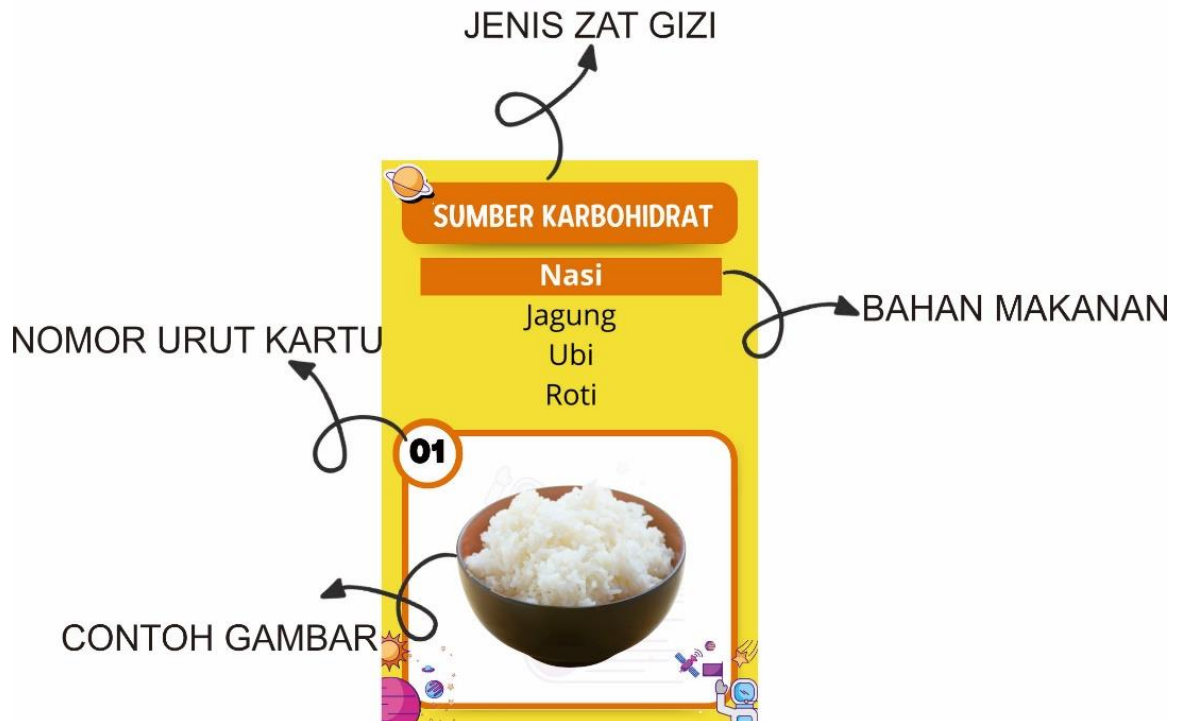 JENIS ZAT GIZI
SUMBER KARBOHIDRAT
Nasi
Jagung
Ubi
Roti
BAHAN MAKANAN
NOMOR URUT KARTU
01
CONTOH GAMBAR